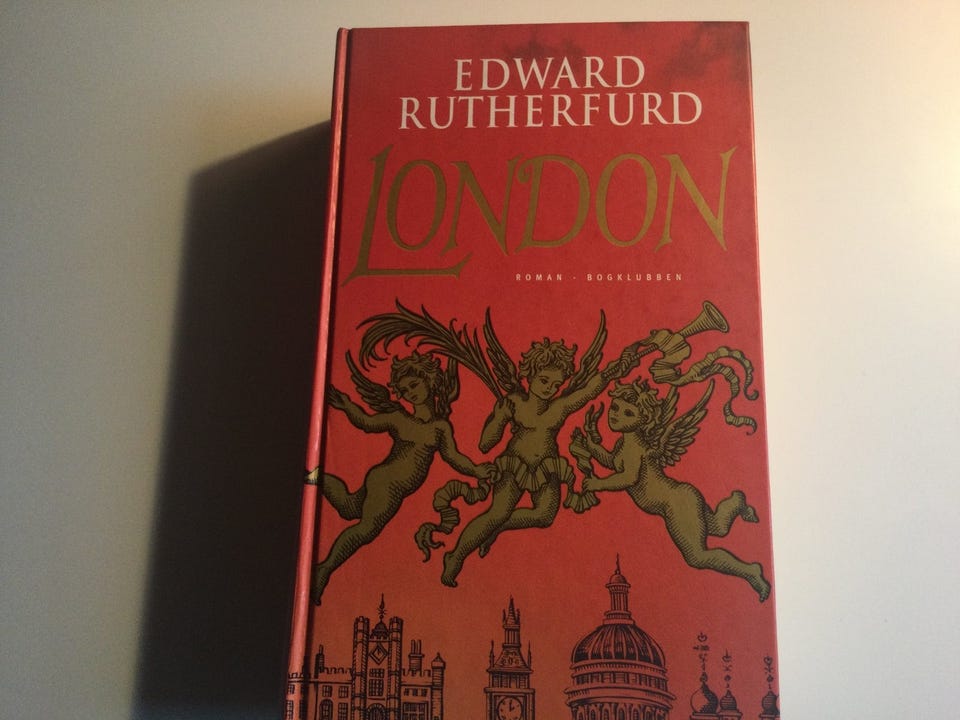 EDWARD
RUTHERFURD
LONDON
ROMAN · BOGKLUBBEN